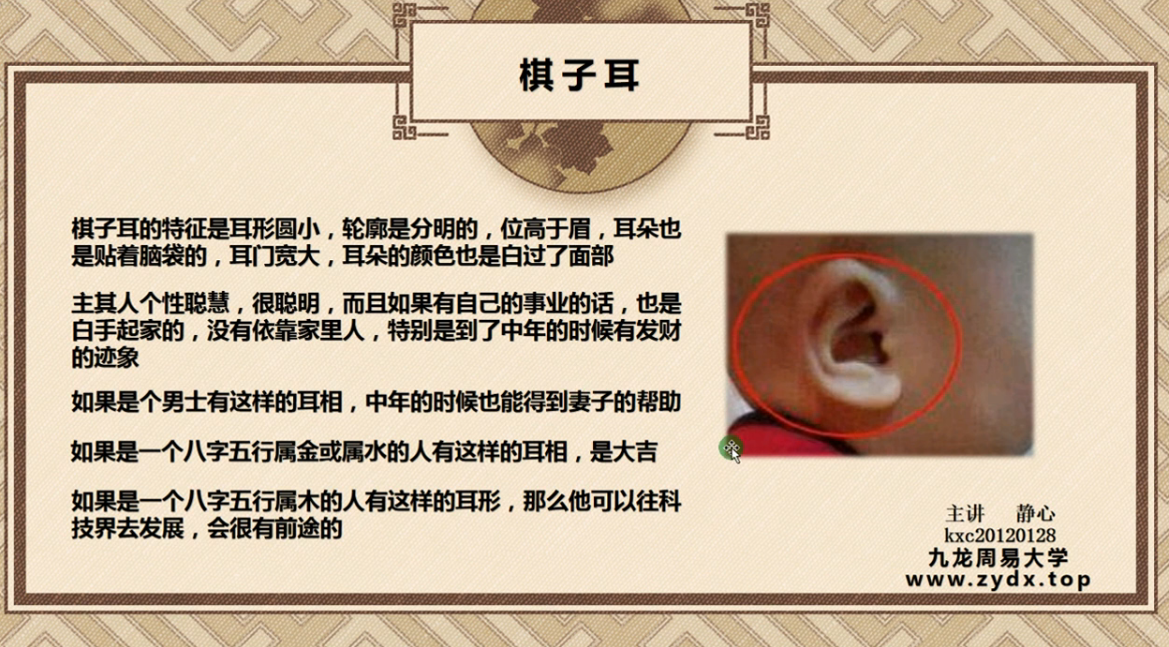 棋子耳
棋子耳的特征是耳形圆小，轮廓是分明的，位高于眉，耳朵也
是贴着脑袋的，耳门宽大，耳朵的颜色也是白过了面部
主其人个性聪慧，很聪明，而且如果有自己的事业的话，也是
白手起家的，没有依靠家里人，特别是到了中年的时候有发财
的迹象
如果是个男士有这样的耳相，中年的时候也能得到妻子的帮助
如果是一个八字五行属金或属水的人有这样的耳相，是大吉
如果是一个八字五行属木的人有这样的耳形，那么他可以往科
技界去发展，会很有前途的
主讲 静心
kxc20120128
九龙周易大学
www.zydx.top